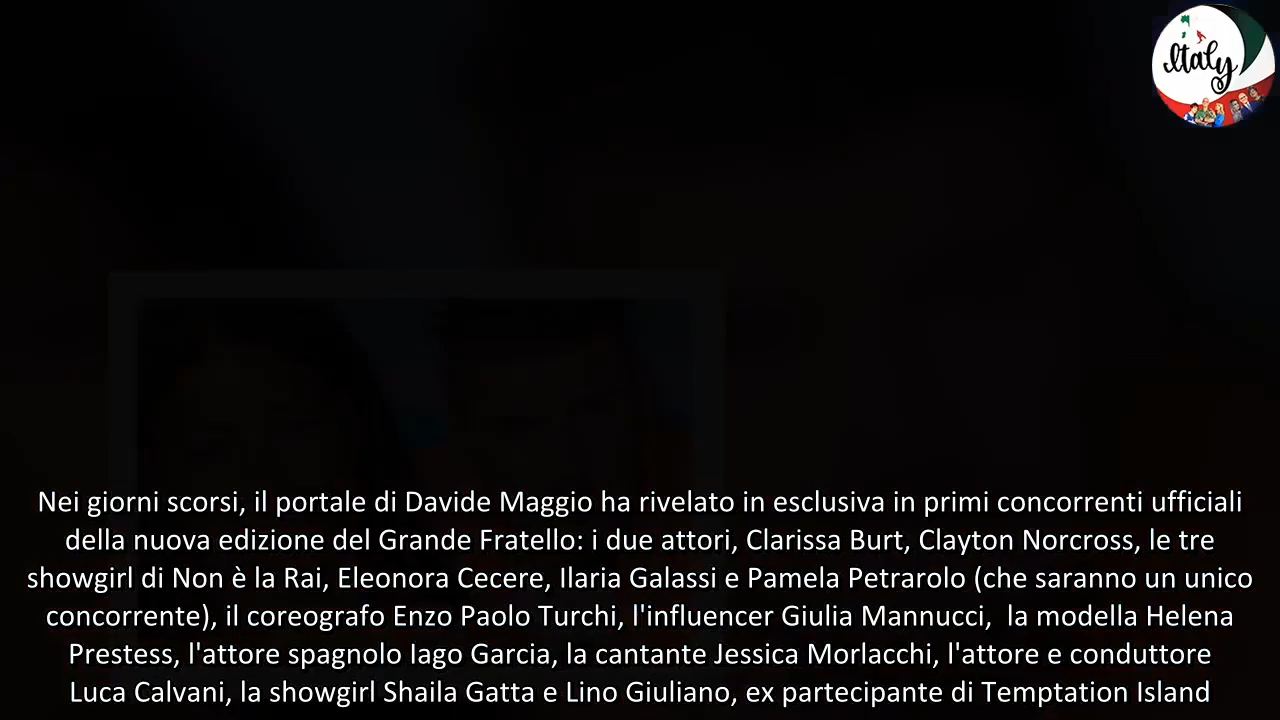 Italy
Nei giorni scorsi, il portale di Davide Maggio ha rivelato in esclusiva in primi concorrenti ufficiali
della nuova edizione del Grande Fratello: i due attori, Clarissa Burt, Clayton Norcross, le tre
showgirl di Non è la Rai, Eleonora Cecere, Ilaria Galassi e Pamela Petrarolo (che saranno un unico
concorrente), il coreografo Enzo Paolo Turchi, l'influencer Giulia Mannucci,  la modella Helena
Prestess, l'attore spagnolo Iago Garcia, la cantante Jessica Morlacchi, l'attore e conduttore
Luca Calvani, la showgirl Shaila Gatta e Lino Giuliano, ex partecipante di Temptation Island